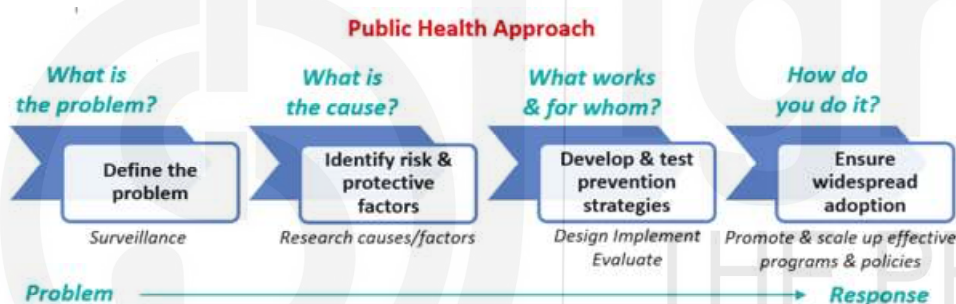 Public Health Approach
What is
the problem?
What is
the cause?
What works
& for whom?
How do
you do it?
Define the
problem
Identify risk &
protective
factors
Develop & test
prevention
strategies
Ensure
widespread
adoption
Surveillance
Research causes/factors
Design Implement
Evaluate
Promote & scale up effective
programs & policies
Problem
Response